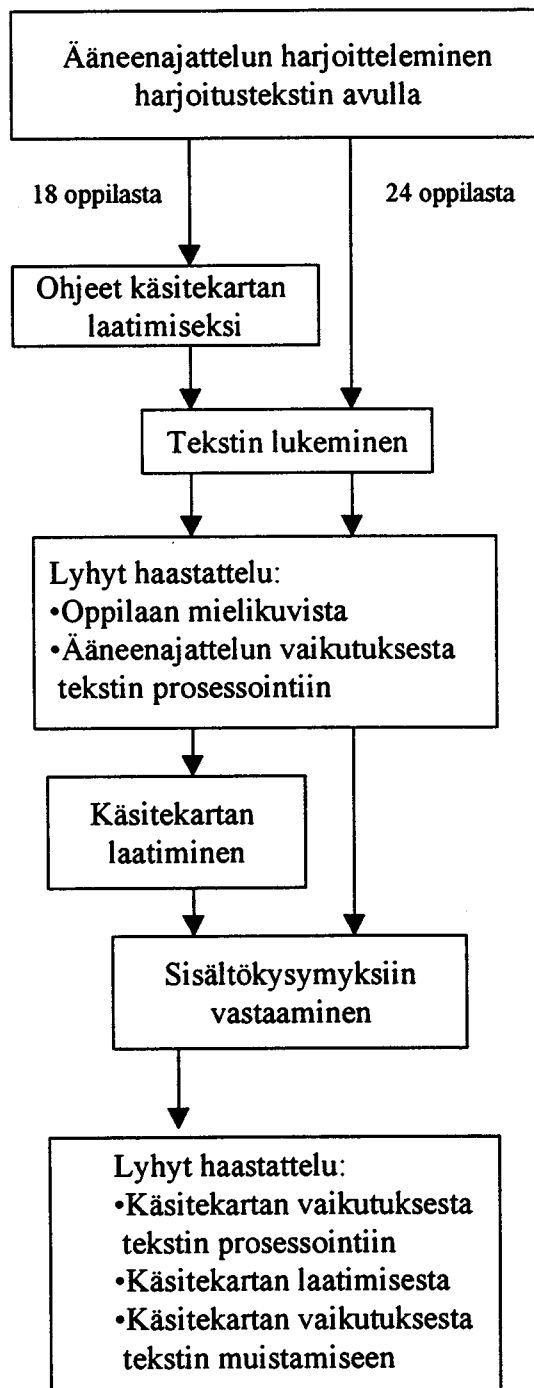 Ääneenajattelun harjoitteleminen
harjoitustekstin avulla
18 oppilasta
24 oppilasta
Ohjeet käsitekartan
laatimiseksi
Tekstin lukeminen
Lyhyt haastattelu:
•Oppilaan mielikuvista
•Ääneenajattelun vaikutuksesta
tekstin prosessointiin
Käsitekartan
laatiminen
Sisältökysymyksiin
vastaaminen
Lyhyt haastattelu:
•Käsitekartan vaikutuksesta
tekstin prosessointiin
•Käsitekartan laatimisesta
•Käsitekartan vaikutuksesta
tekstin muistamiseen